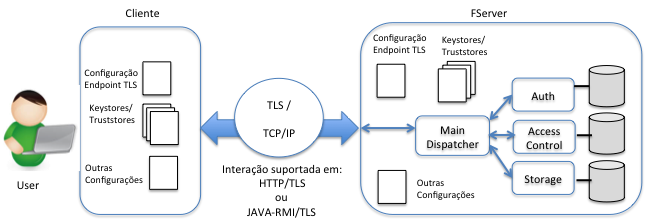 Cliente
FServer
Configuração
Endpoint TLS
Keystores/
Truststores
Outras
Configurações
User
TLS /
TCP/IP
Interação suportada em:
HTTP/TLS
ou
JAVA-RMI/TLS
Configuração
Endpoint TLS
Keystores/
Truststores
Main
Dispatcher
Auth
Access
Control
Storage
Outras
Configurações